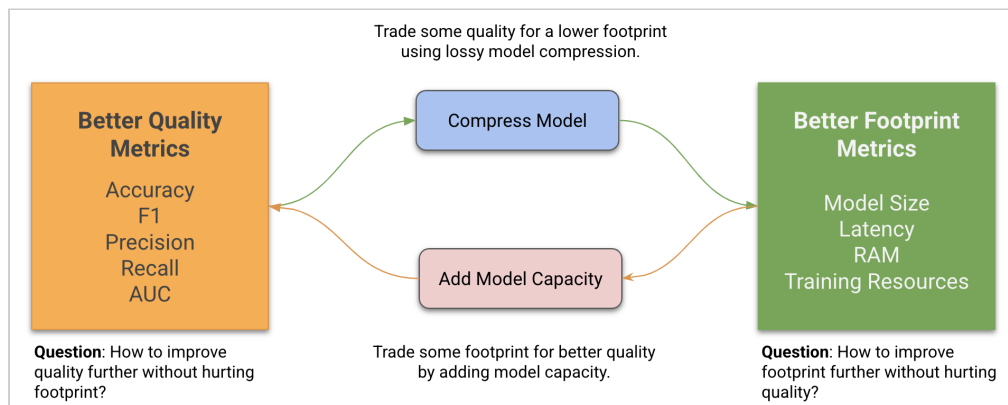 Trade some quality for a lower footprint
using lossy model compression.
Better Quality
Metrics
Accuracy
F1
Precision
Recall
AUC
Compress Model
Better Footprint
Metrics
Model Size
Latency
RAM
Training Resources
Add Model Capacity
Question: How to improve
quality further without hurting
footprint?
Trade some footprint for better quality
by adding model capacity.
Question: How to improve
footprint further without hurting
quality?